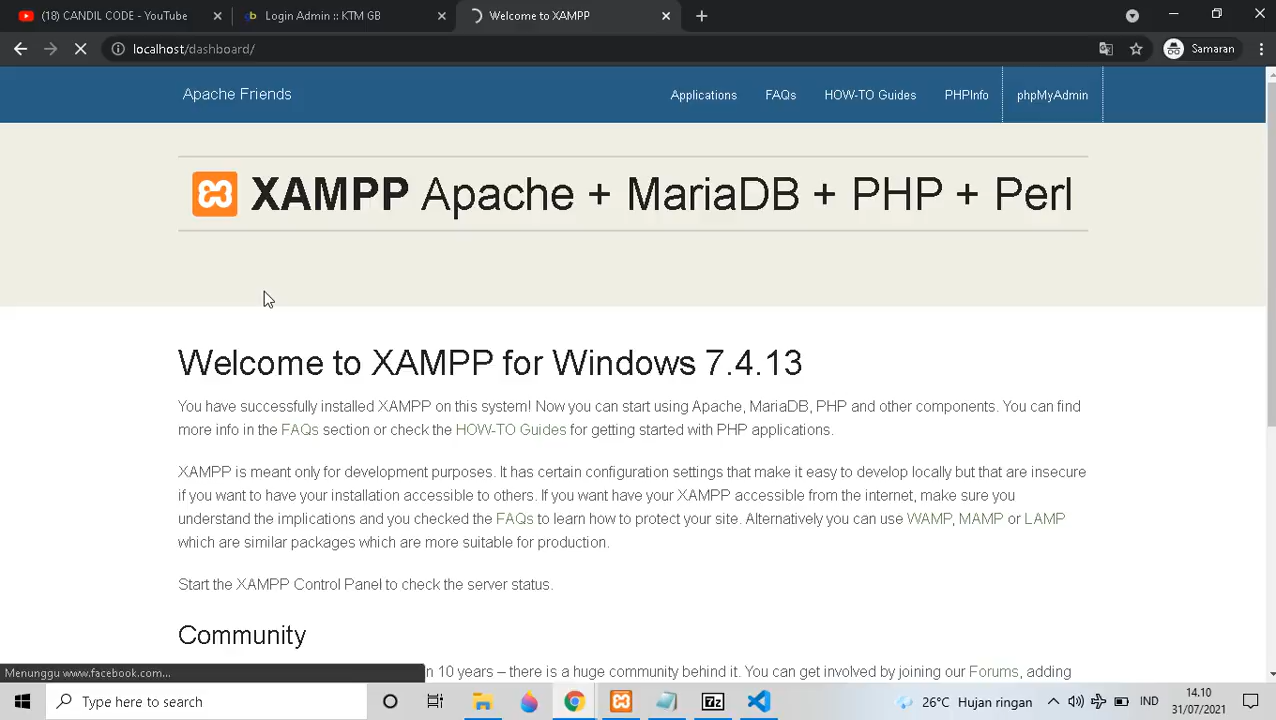 (18) CANDIL CODE - YouTube
Login Admin :: KTM GB
Welcome to XAMPP
localhost/dashboard/
Samaran
Apache Friends
Applications
FAQs
HOW-TO Guides
PHPInfo
phpMyAdmin
XAMPP Apache + MariaDB + PHP + Perl
Welcome to XAMPP for Windows 7.4.13
You have successfully installed XAMPP on this system! Now you can start using Apache, MariaDB, PHP and other components. You can find
more info in the FAQs section or check the HOW-TO Guides for getting started with PHP applications.
XAMPP is meant only for development purposes. It has certain configuration settings that make it easy to develop locally but that are insecure
if you want to have your installation accessible to others. If you want have your XAMPP accessible from the internet, make sure you
understand the implications and you checked the FAQs to learn how to protect your site. Alternatively you can use WAMP, MAMP or LAMP
which are similar packages which are more suitable for production.
Start the XAMPP Control Panel to check the server status.
Community
n 10 years – there is a huge community behind it. You can get involved by joining our Forums, adding
Menunggu www.facebook.com...
Type here to search
7z
26°C Hujan ringan
IND
14.10
31/07/2021